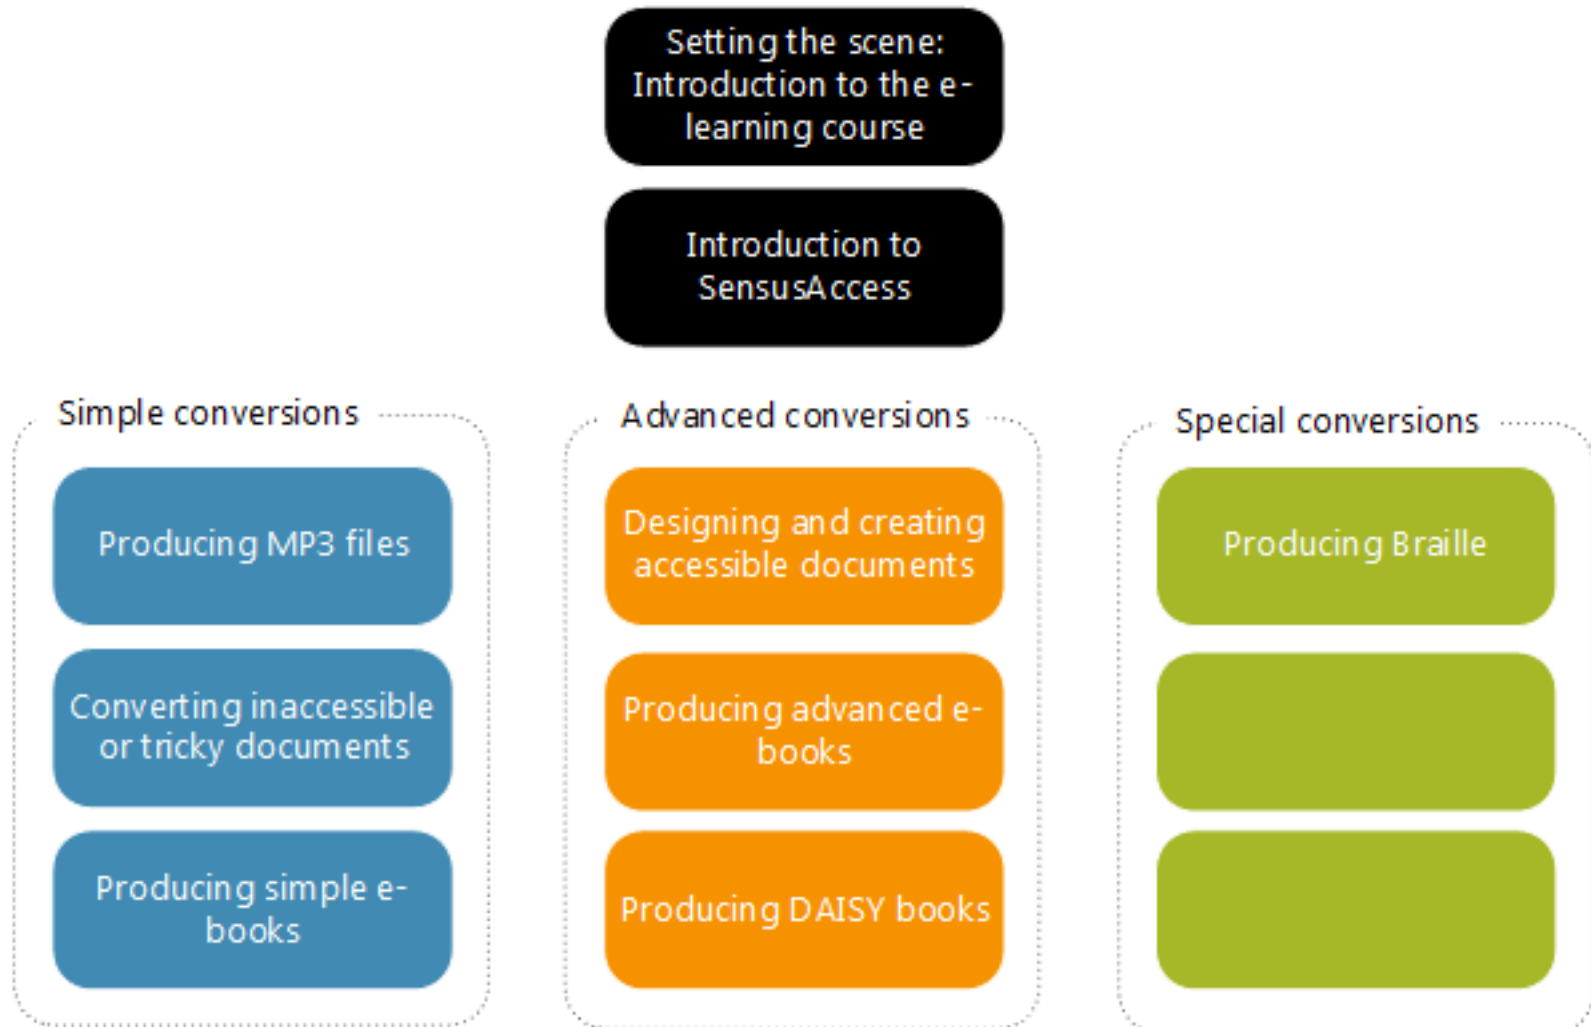 Setting the scene:
Introduction to the e-
learning course
Introduction to
SensusAccess
Simple conversions
Producing MP3 files
Converting inaccessible
or tricky documents
Producing simple e-
books
Advanced conversions
Designing and creating
accessible documents
Producing advanced e-
books
Producing DAISY books
Special conversions
Producing Braille